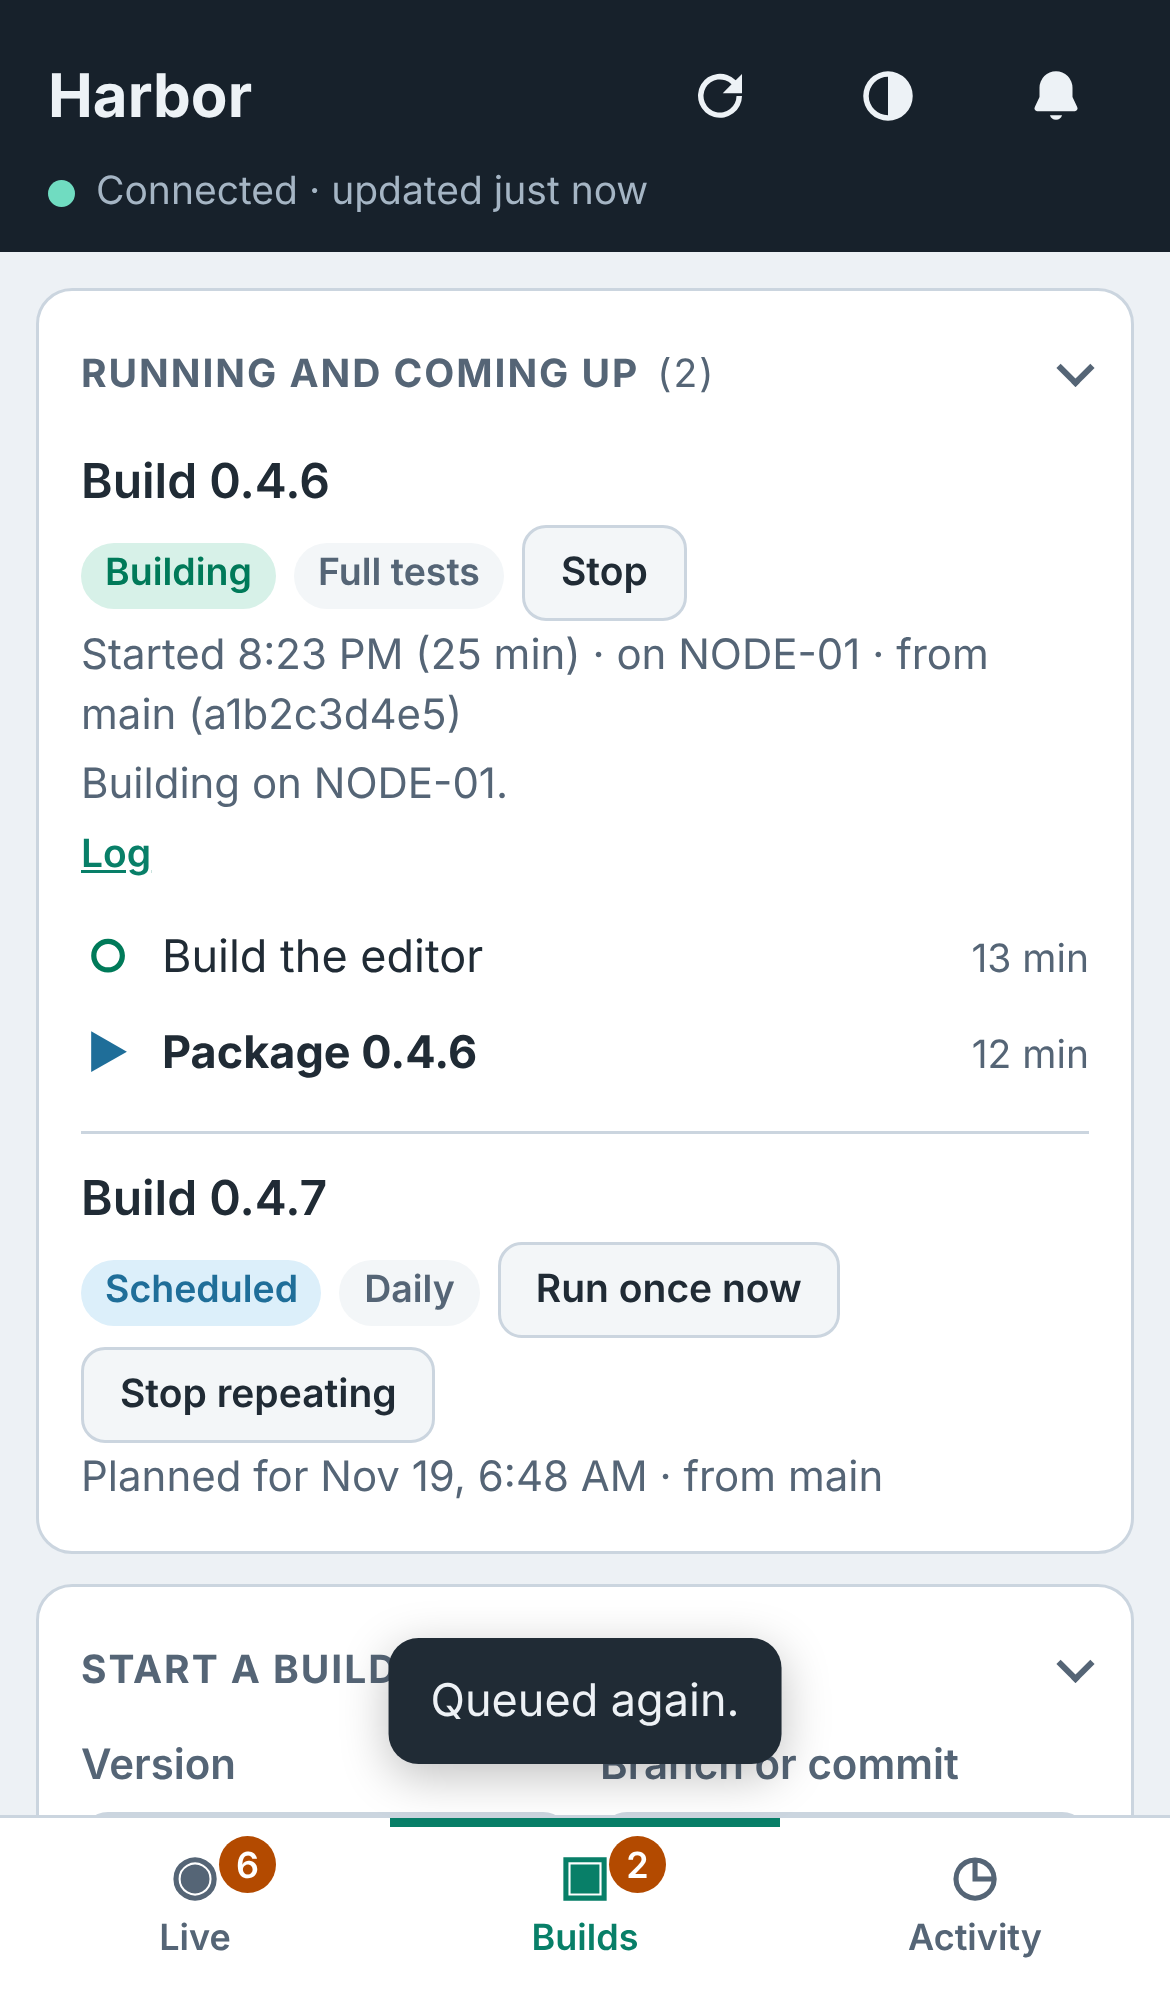 Harbor
Connected · updated just now
RUNNING AND COMING UP (2)
Build 0.4.6
Building Full tests Stop
Started 8:23 PM (25 min) · on NODE-01 · from
main (a1b2c3d4e5)
Building on NODE-01.
Log
Build the editor 13 min
Package 0.4.6 12 min
Build 0.4.7
Scheduled Daily Run once now
Stop repeating
Planned for Nov 19, 6:48 AM · from main
START A BUILD
Queued again.
Version Branch or commit
6 2
Live Builds Activity